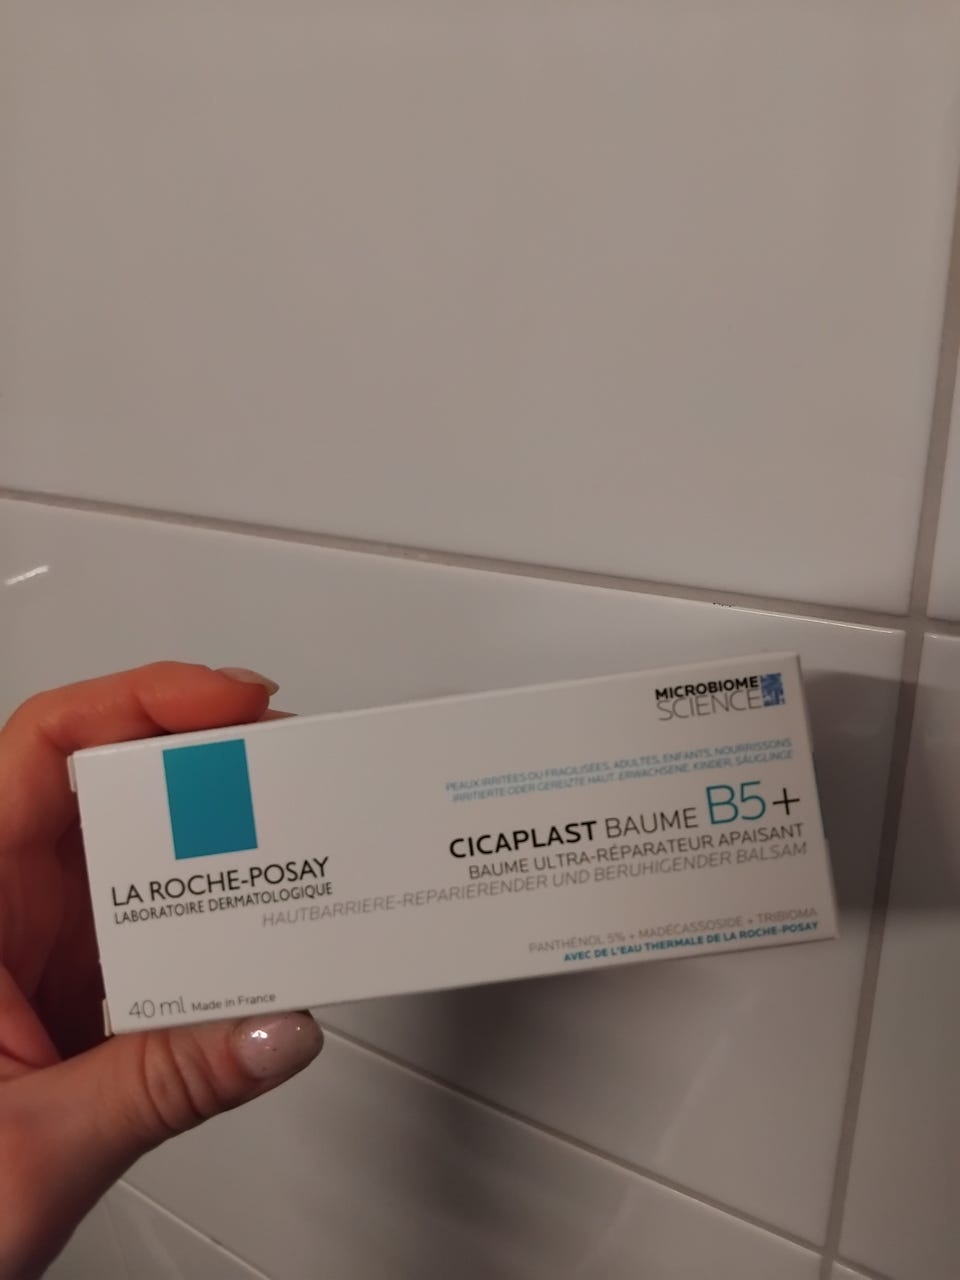 MICROBIOME
SCIENCE
PEAUX IRRITÉES OU FRAGILISÉES. ADULTES, ENFANTS, NOURRISSONS
IRRITIERTE ODER GEREIZTE HAUT. ERWACHSENE, KINDER, SÄUGLINGE
CICAPLAST BAUME B5+
BAUME ULTRA-RÉPARATEUR APAISANT
HAUTBARRIERE-REPARIERENDER UND BERUHIGENDER BALSAM
LA ROCHE-POSAY
LABORATOIRE DERMATOLOGIQUE
PANTHÉNOL 5% + MADÉCASSOSIDE + TRIBIOMA
AVEC DE L'EAU THERMALE DE LA ROCHE-POSAY
40 ml Made in France